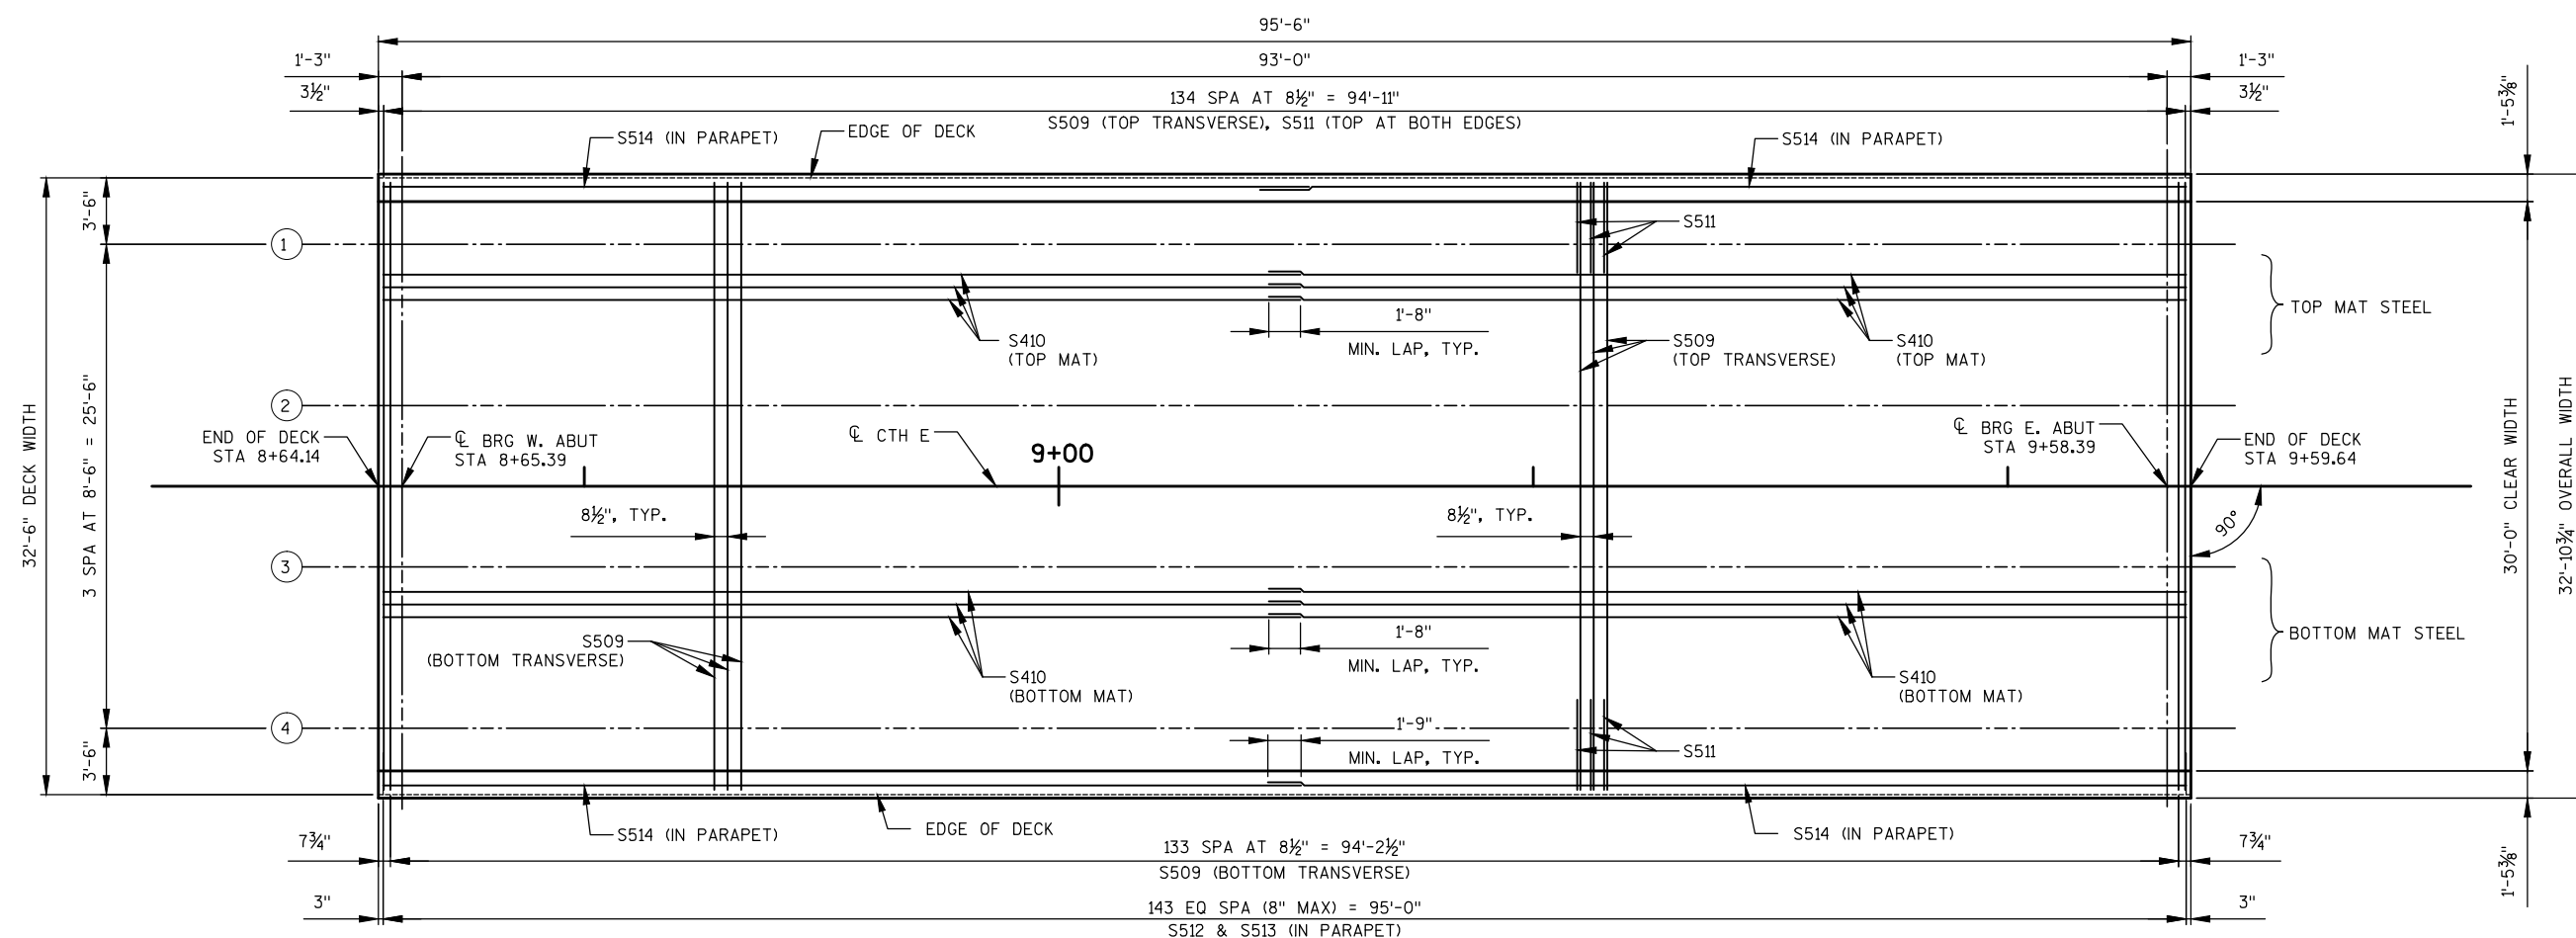 95'-6"
1'-3"
93'-0"
1'-3"
3½"
134 SPA AT 8½" = 94'-11"
3½"
S509 (TOP TRANSVERSE), S511 (TOP AT BOTH EDGES)
1'-5⅜"
S514 (IN PARAPET)
EDGE OF DECK
S514 (IN PARAPET)
3'-6"
1
S511
TOP MAT STEEL
1'-8"
MIN. LAP, TYP.
S410
(TOP MAT)
S509
(TOP TRANSVERSE)
S410
(TOP MAT)
32'-6" DECK WIDTH
3 SPA AT 8'-6" = 25'-6"
2
END OF DECK
STA 8+64.14
℄ BRG W. ABUT
STA 8+65.39
℄ CTH E
9+00
℄ BRG E. ABUT
STA 9+58.39
END OF DECK
STA 9+59.64
30'-0" CLEAR WIDTH
32'-10¾" OVERALL WIDTH
8½", TYP.
8½", TYP.
90°
3
S509
(BOTTOM TRANSVERSE)
1'-8"
MIN. LAP, TYP.
BOTTOM MAT STEEL
S410
(BOTTOM MAT)
S410
(BOTTOM MAT)
4
1'-9"
MIN. LAP, TYP.
S511
3'-6"
S514 (IN PARAPET)
EDGE OF DECK
S514 (IN PARAPET)
7¾"
133 SPA AT 8½" = 94'-2½"
7¾"
S509 (BOTTOM TRANSVERSE)
1'-5⅜"
3"
143 EQ SPA (8" MAX) = 95'-0"
3"
S512 & S513 (IN PARAPET)